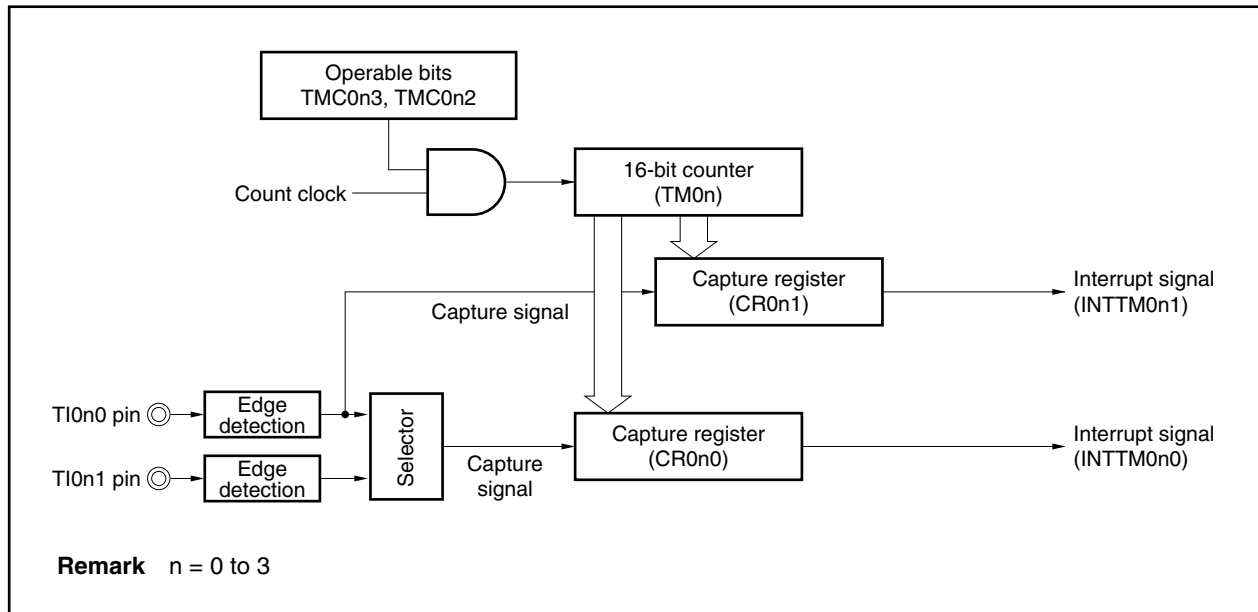 Operable bits
TMC0n3, TMC0n2
Count clock
16-bit counter
(TM0n)
Capture register
(CR0n1)
Interrupt signal
(INTTM0n1)
Capture signal
TI0n0 pin
Edge
detection
Selector
Capture
signal
Capture register
(CR0n0)
Interrupt signal
(INTTM0n0)
TI0n1 pin
Edge
detection
Remark n = 0 to 3